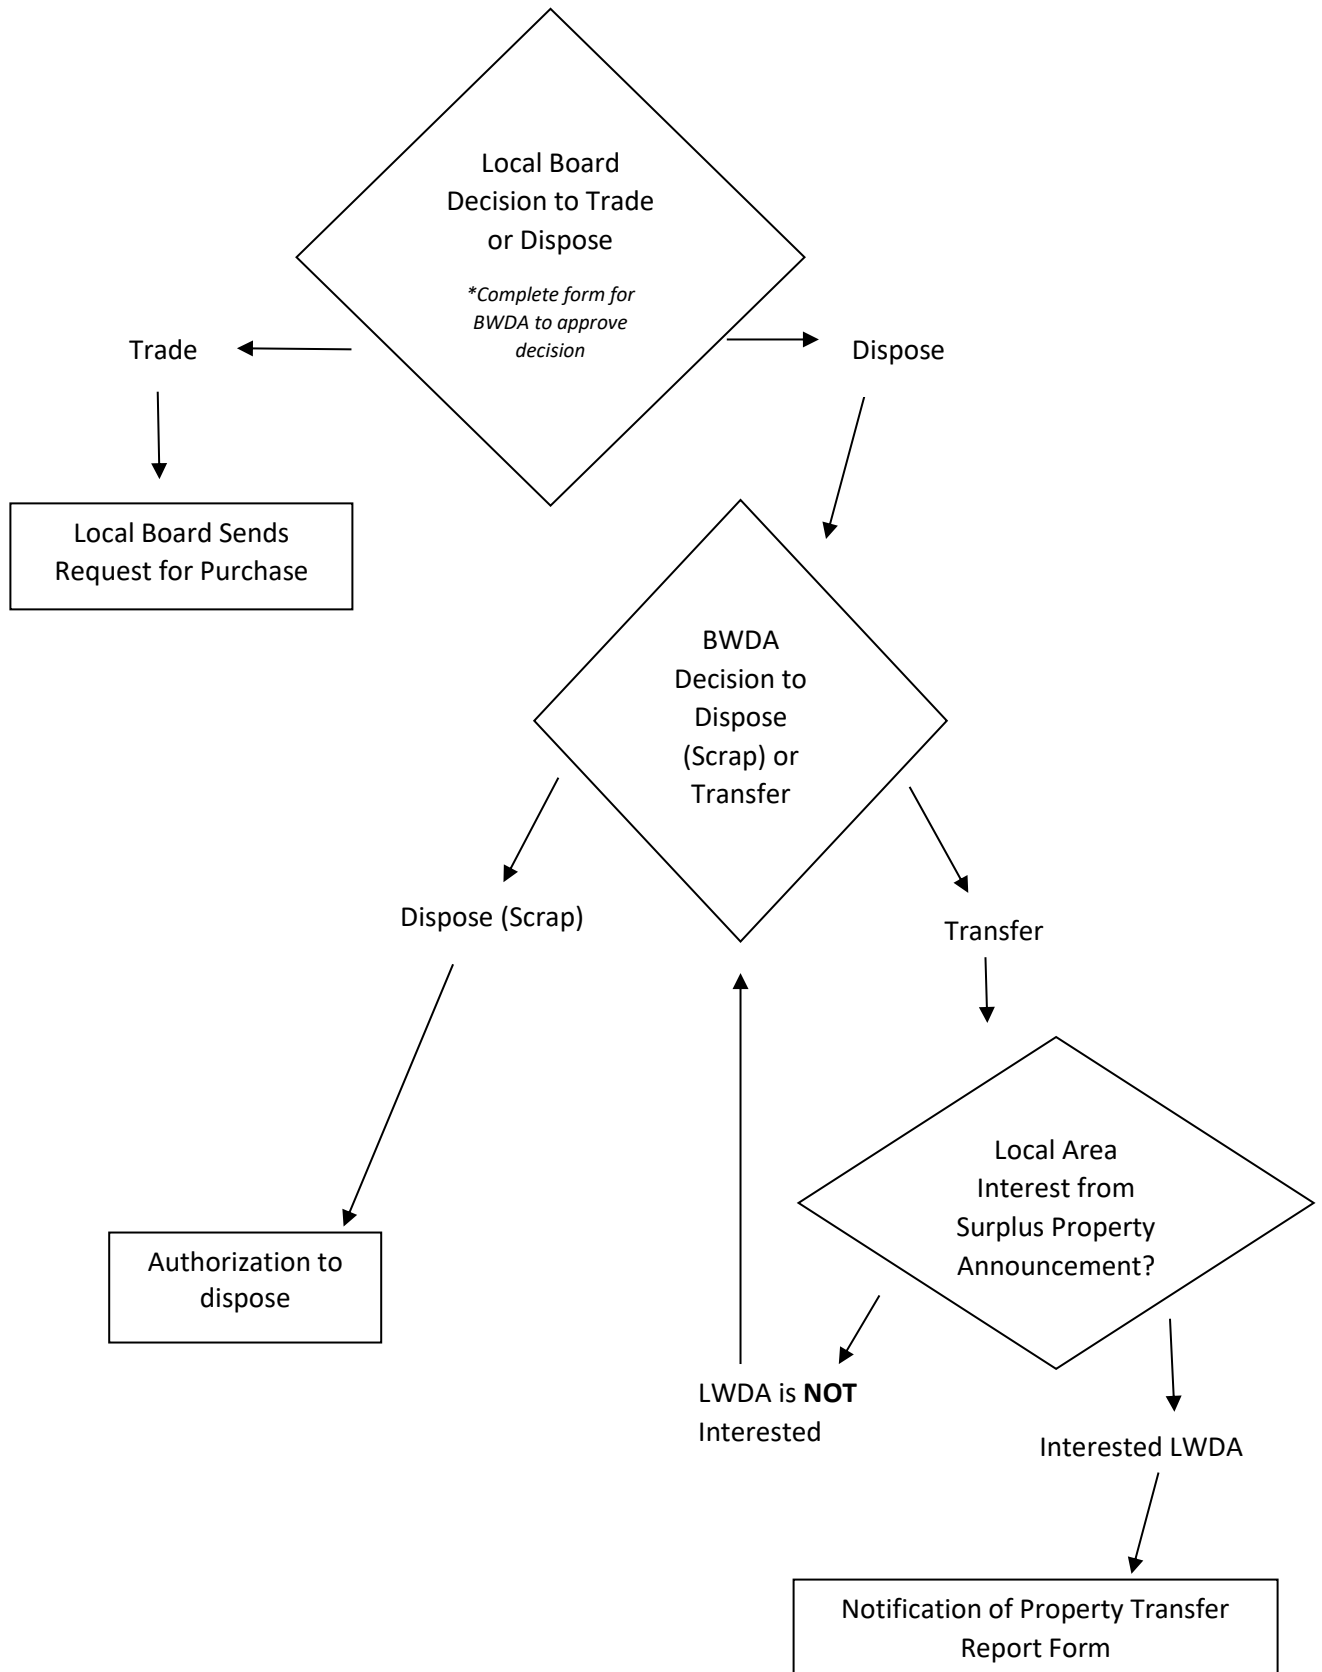 Local Board
Decision to Trade
or Dispose
*Complete form for
BWDA to approve
decision
Trade
Dispose
Local Board Sends
Request for Purchase
BWDA
Decision to
Dispose
(Scrap) or
Transfer
Dispose (Scrap)
Transfer
Local Area
Interest from
Surplus Property
Announcement?
Authorization to
dispose
LWDA is NOT
Interested
Interested LWDA
Notification of Property Transfer
Report Form